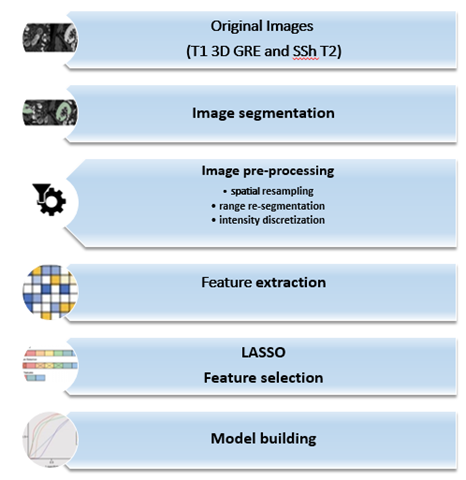 Original Images
(T1 3D GRE and SSh T2)
Image segmentation
Image pre-processing
• spatial resampling
• range re-segmentation
• intensity discretization
Feature extraction
LASSO
Feature selection
Model building